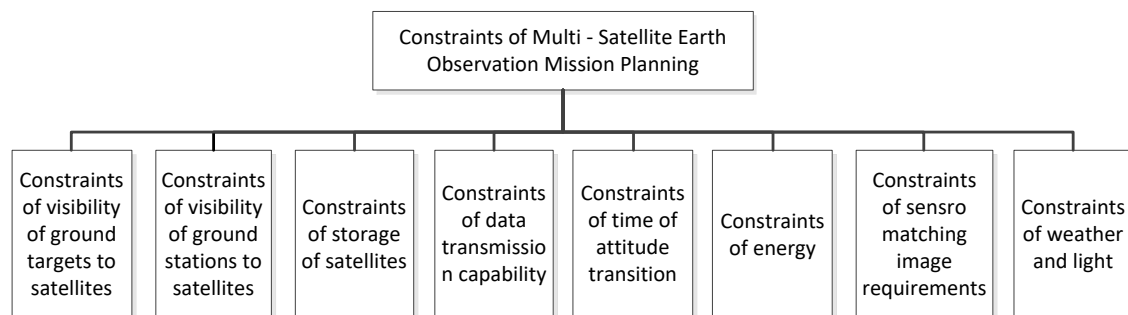 Constraints of Multi - Satellite Earth
Observation Mission Planning
Constraints
of visibility
of ground
targets to
satellites
Constraints
of visibility
of ground
stations to
satellites
Constraints
of storage
of satellites
Constraints
of data
transmissio
n capability
Constraints
of time of
attitude
transition
Constraints
of energy
Constraints
of sensro
matching
image
requirements
Constraints
of weather
and light